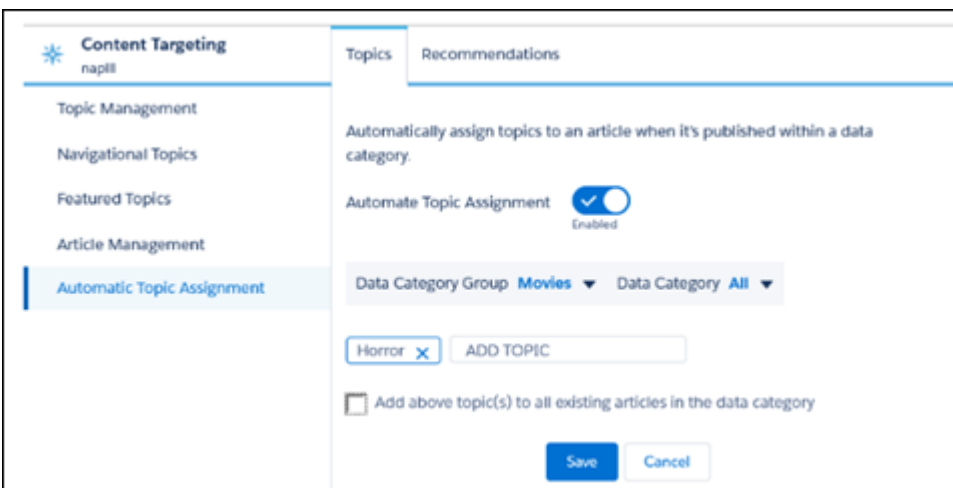 Content Targeting
napIII
Topics
Recommendations
Topic Management
Navigational Topics
Featured Topics
Article Management
Automatic Topic Assignment
Automatically assign topics to an article when it's published within a data
category.
Automate Topic Assignment
Enabled
Data Category Group Movies Data Category All
Horror ADD TOPIC
Add above topic(s) to all existing articles in the data category
Save Cancel